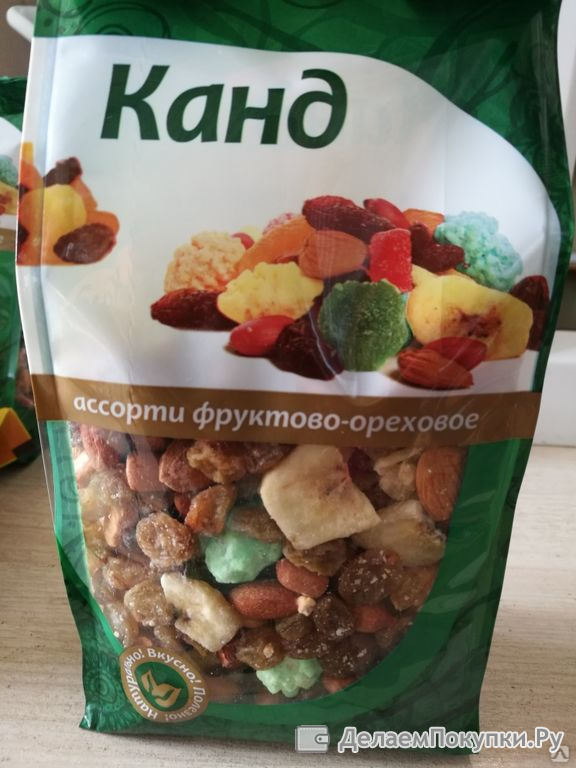 Канд
ассорти фруктово-ореховое
Натурально! Вкусно! Полезно!
ДелаемПокупки.Ру